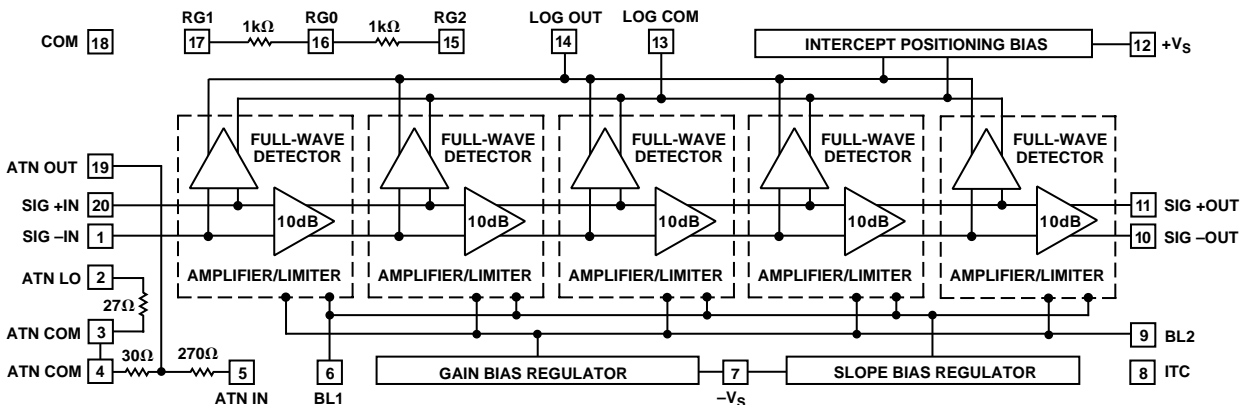 RG1 RG0 RG2 LOG OUT LOG COM
1kΩ 1kΩ
COM 18 17 16 15 14 13 INTERCEPT POSITIONING BIAS 12 +VS
FULL-WAVE DETECTOR
FULL-WAVE DETECTOR
FULL-WAVE DETECTOR
FULL-WAVE DETECTOR
FULL-WAVE DETECTOR
ATN OUT 19
SIG +IN 20
SIG –IN 1
10dB 10dB 10dB 10dB 10dB
11 SIG +OUT
10 SIG –OUT
AMPLIFIER/LIMITER AMPLIFIER/LIMITER AMPLIFIER/LIMITER AMPLIFIER/LIMITER AMPLIFIER/LIMITER
ATN LO 2
27Ω
ATN COM 3
9 BL2
ATN COM 4 30Ω 270Ω 5 6 GAIN BIAS REGULATOR 7 SLOPE BIAS REGULATOR 8 ITC
ATN IN BL1 –VS